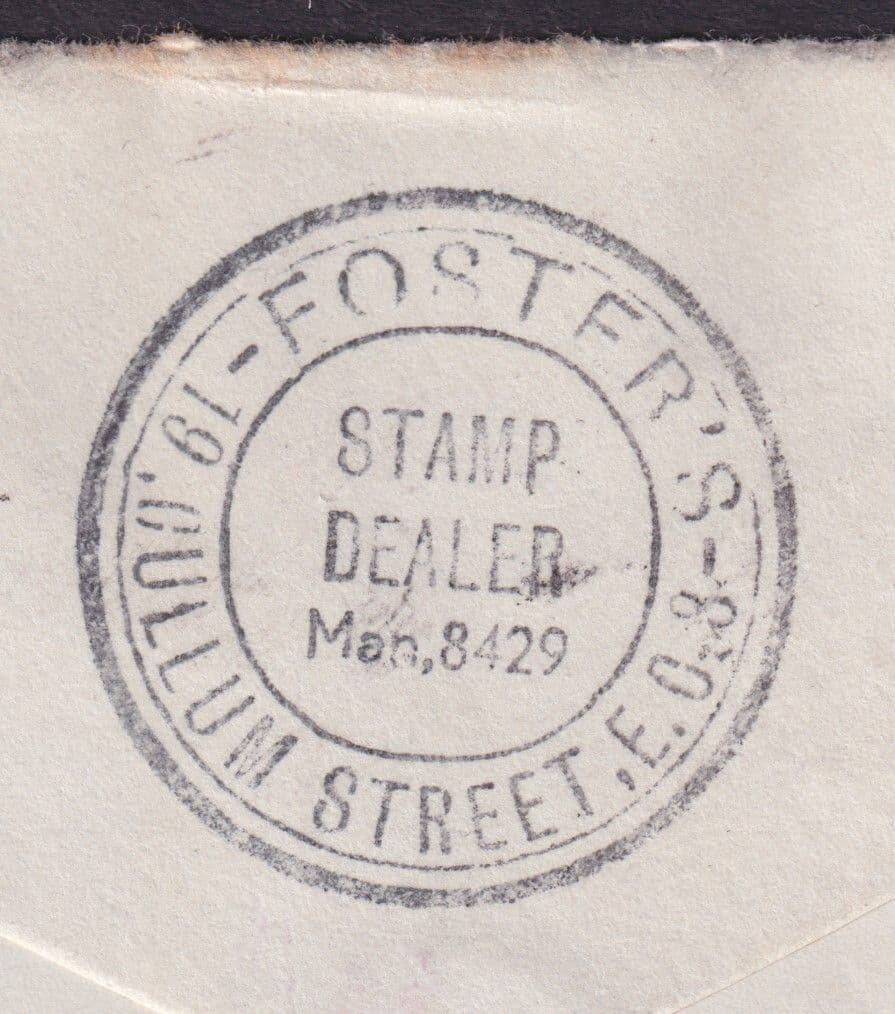 FOSTER'S
STAMP
DEALER
Man,8429
19, CULLUM STREET, E.C.3